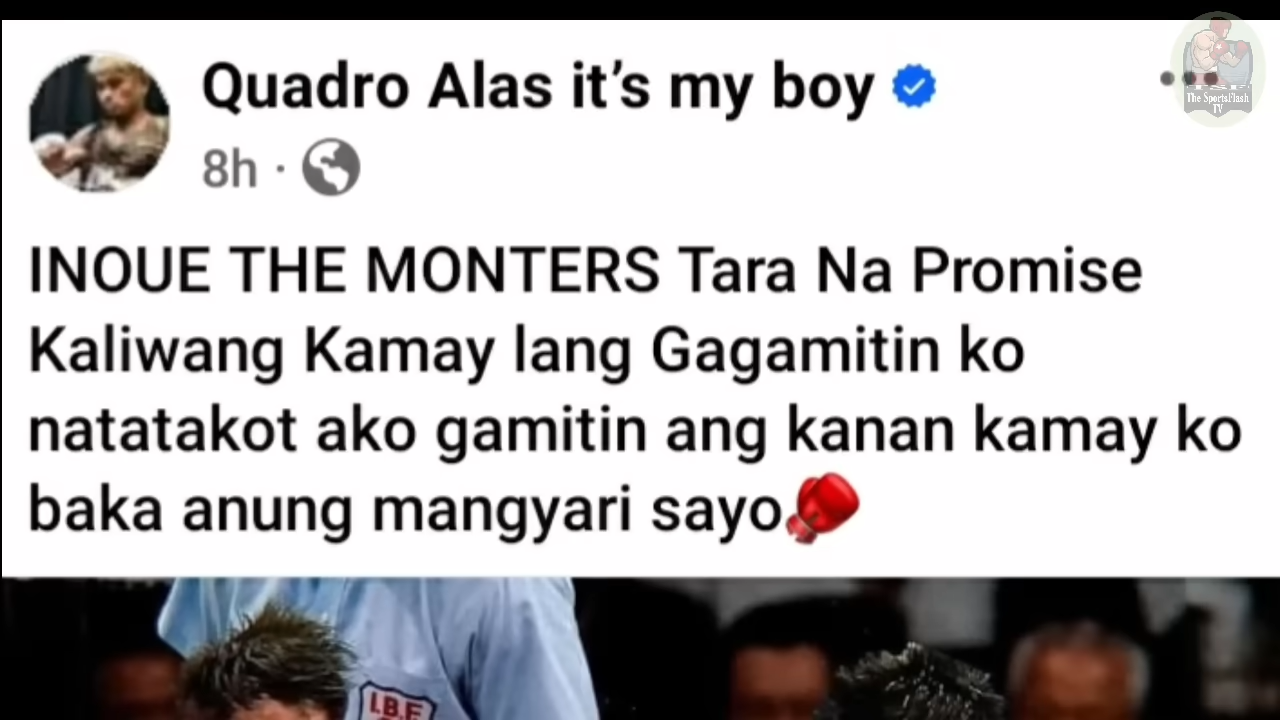 Quadro Alas it's my boy
The SportsFlash
TV
8h ·
INOUE THE MONTERS Tara Na Promise
Kaliwang Kamay lang Gagamitin ko
natatakot ako gamitin ang kanan kamay ko
baka anung mangyari sayo🥊
I.B.F